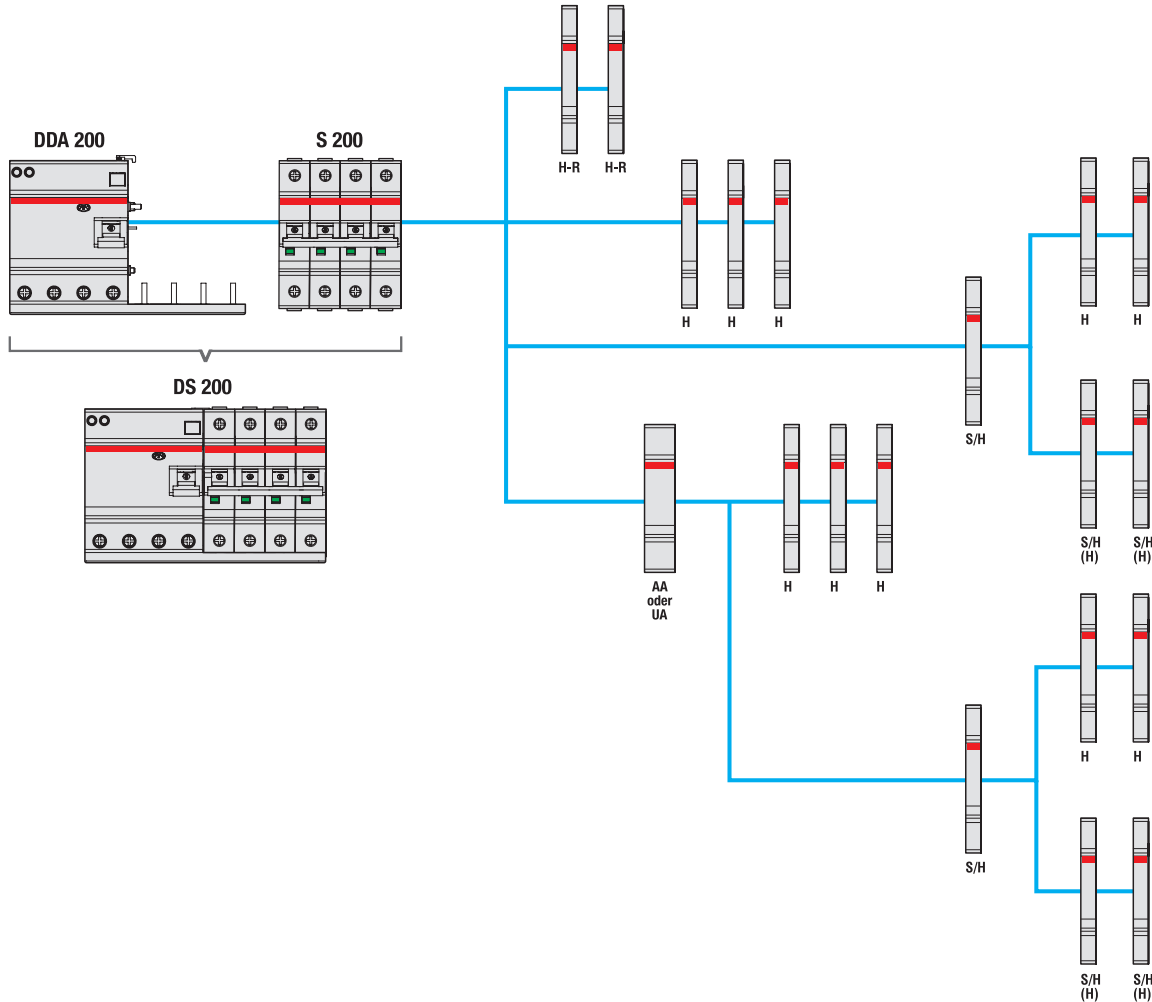 H-R H-R
DDA 200 S 200
H H H
H H
S/H
DS 200
S/H S/H
(H) (H)
AA
oder
UA
H H H
H H
S/H
S/H S/H
(H) (H)